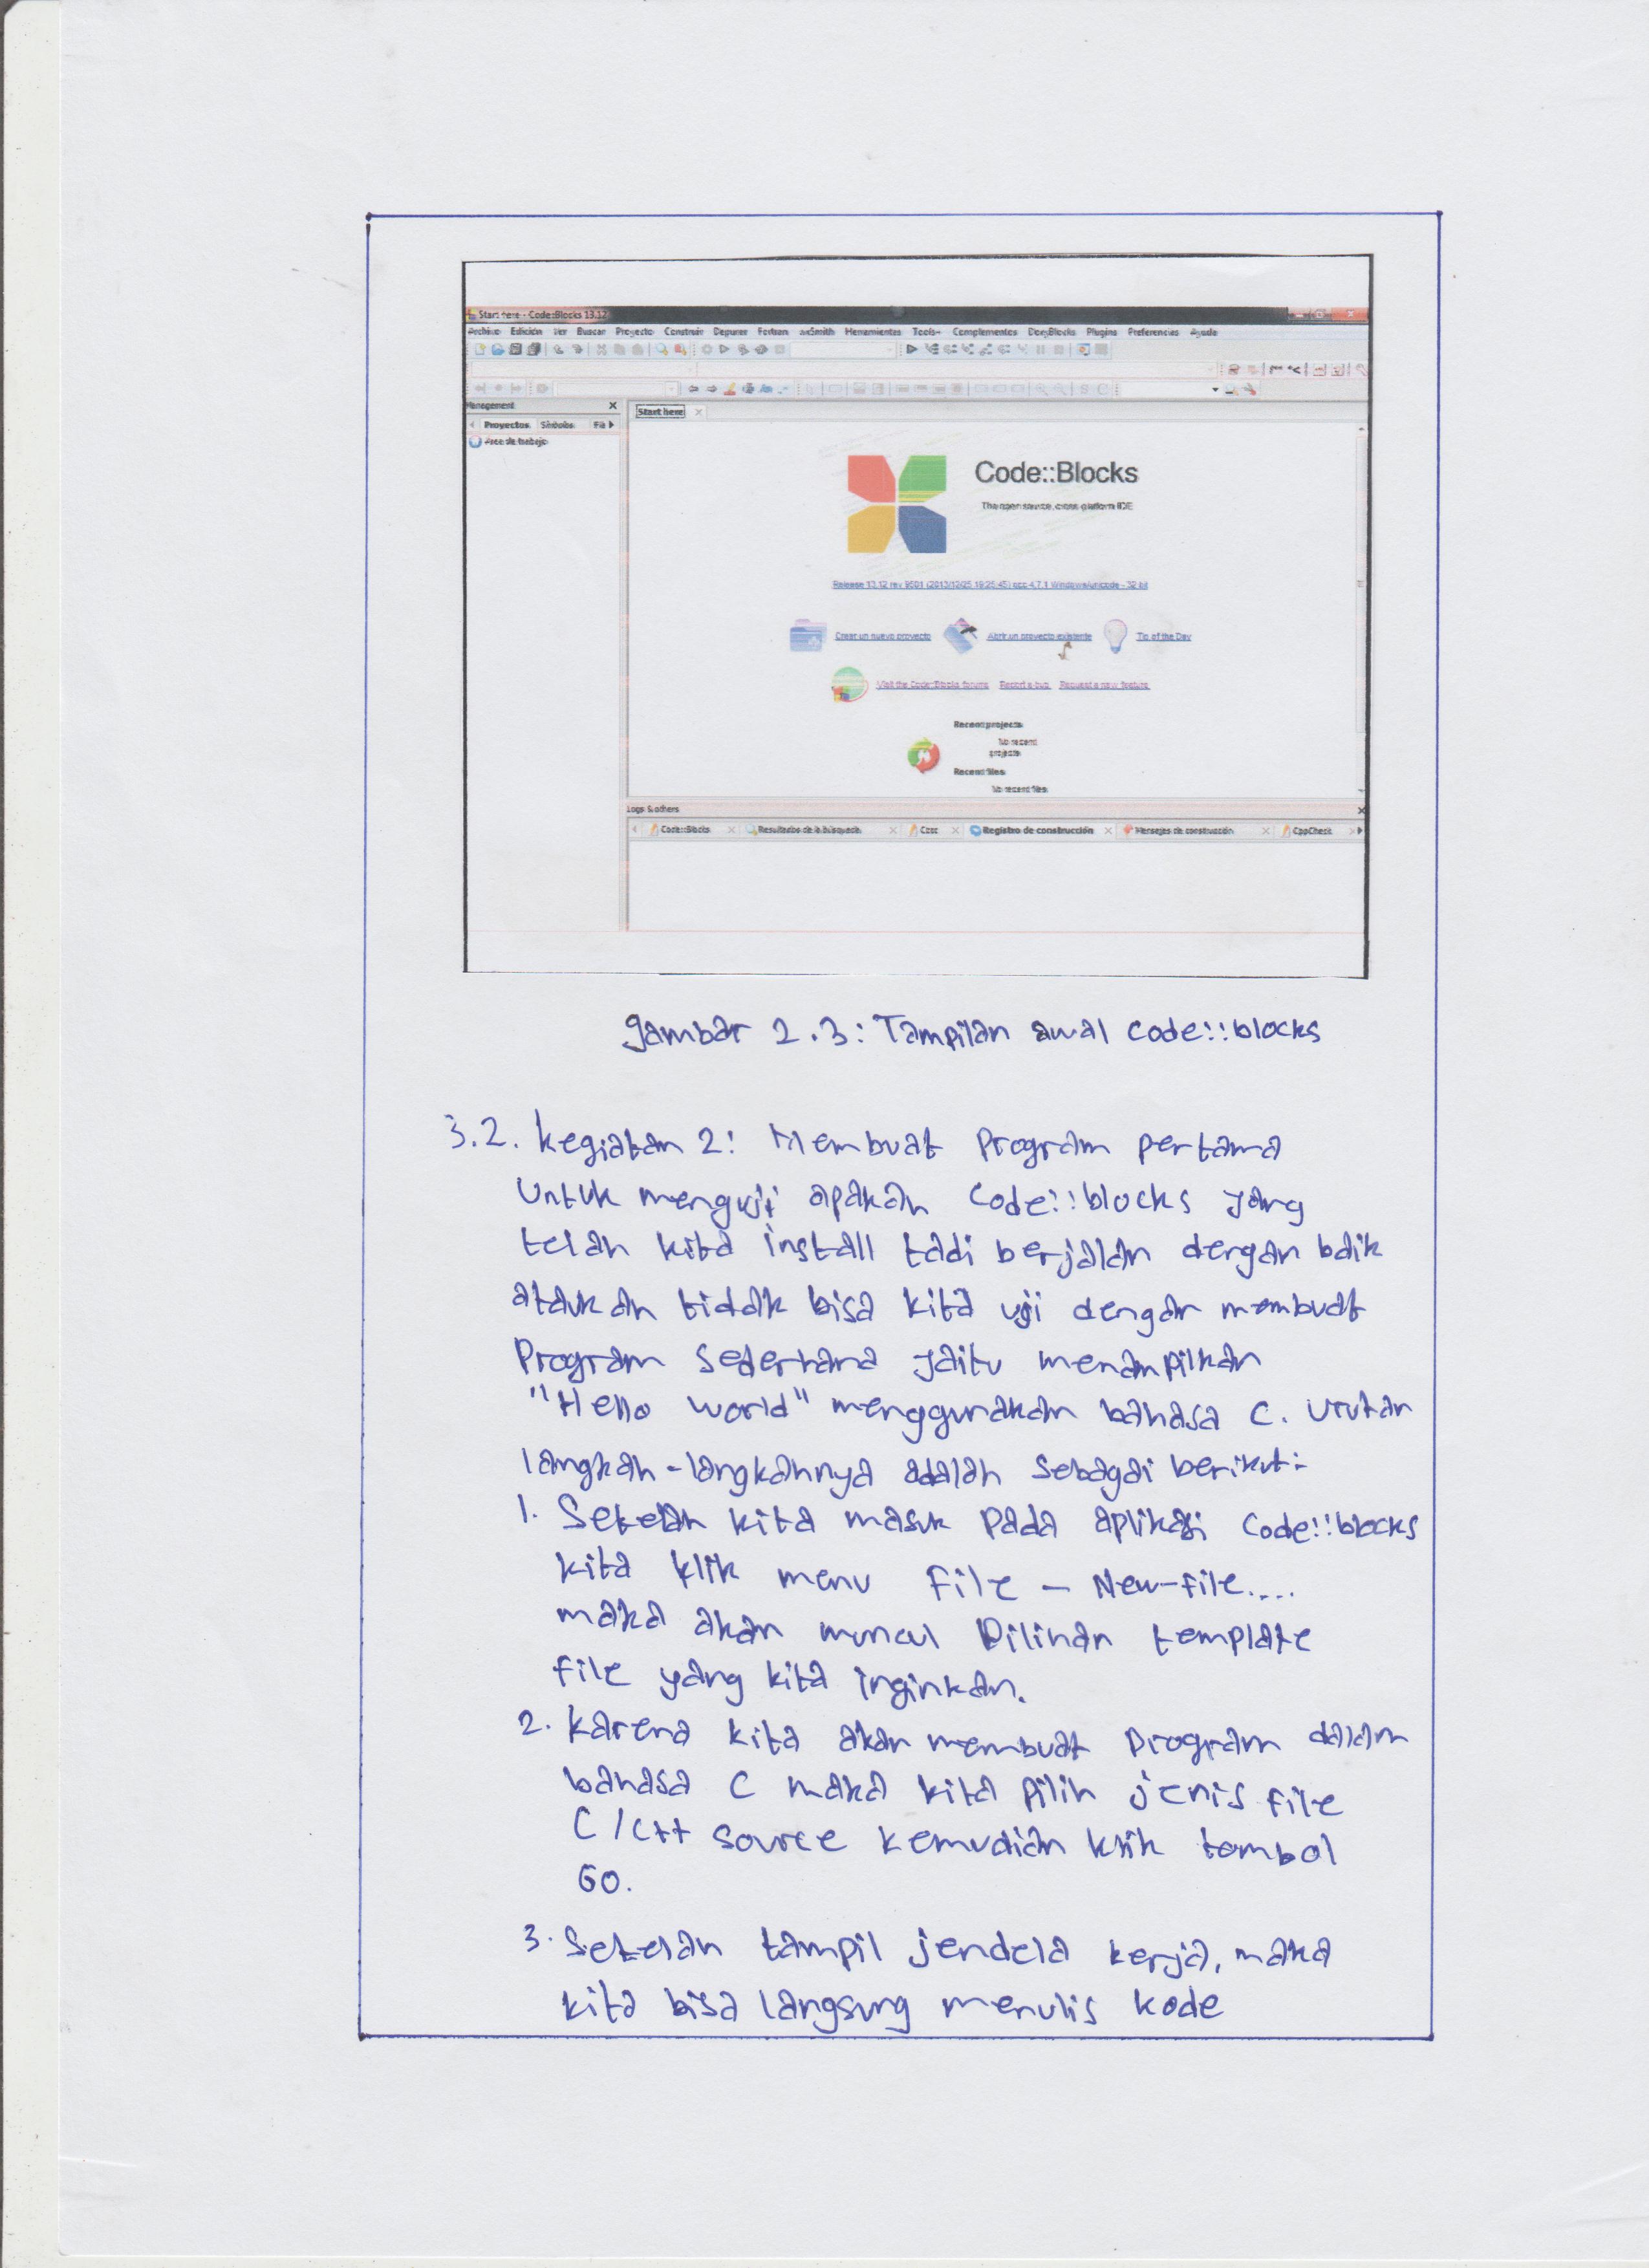 Start here - Code::Blocks 13.12
Archivo Edición Ver Buscar Proyecto Construir Depurar Fortran wxSmith Herramientas Tools+ Complementos DoxyBlocks Plugins Preferencias Ayuda
Management
Proyectos Símbolos
Start here
Code::Blocks
The open source, cross-platform IDE
Release 13.12 rev 9501 (2013/12/25 19:25:45) gcc 4.7.1 Windows/unicode - 32 bit
Crear un nuevo proyecto Abrir un proyecto existente Tip of the Day
Visit the Code::Blocks forums Report a bug Request a new feature
Recent projects
No recent
projects
Recent files
No recent files
Logs & others
Code::Blocks Resultados de la búsqueda Cccc Registro de construcción Mensajes de construcción CppCheck
gambar 2.3: Tampilan awal Code::blocks
3.2. kegiatan 2: Membuat Program pertama
Untuk menguji apakah Code::blocks yang
telah kita install tadi berjalan dengan baik
ataukah tidak bisa kita uji dengan membuat
Program sederhana yaitu menampilkan
"Hello world" menggunakan bahasa C. urutan
langkah-langkahnya adalah sebagai berikut:
1. Setelah kita masuk pada aplikasi Code::blocks
kita klik menu File - New-file....
maka akan muncul Pilihan template
file yang kita inginkan.
2. karena kita akan membuat Program dalam
bahasa C maka kita pilih jenis file
C/C++ source kemudian klik tombol
GO.
3. Setelah tampil jendela kerja, maka
kita bisa langsung menulis kode